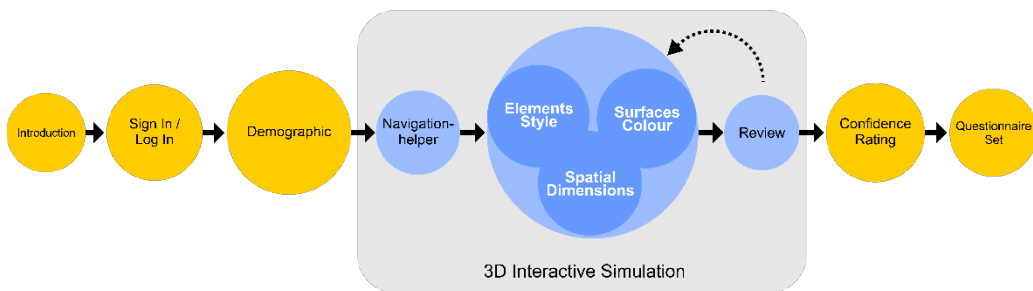 Introduction
Sign In /
Log In
Demographic
Navigation-
helper
Elements
Style
Surfaces
Colour
Spatial
Dimensions
Review
Confidence
Rating
Questionnaire
Set
3D Interactive Simulation